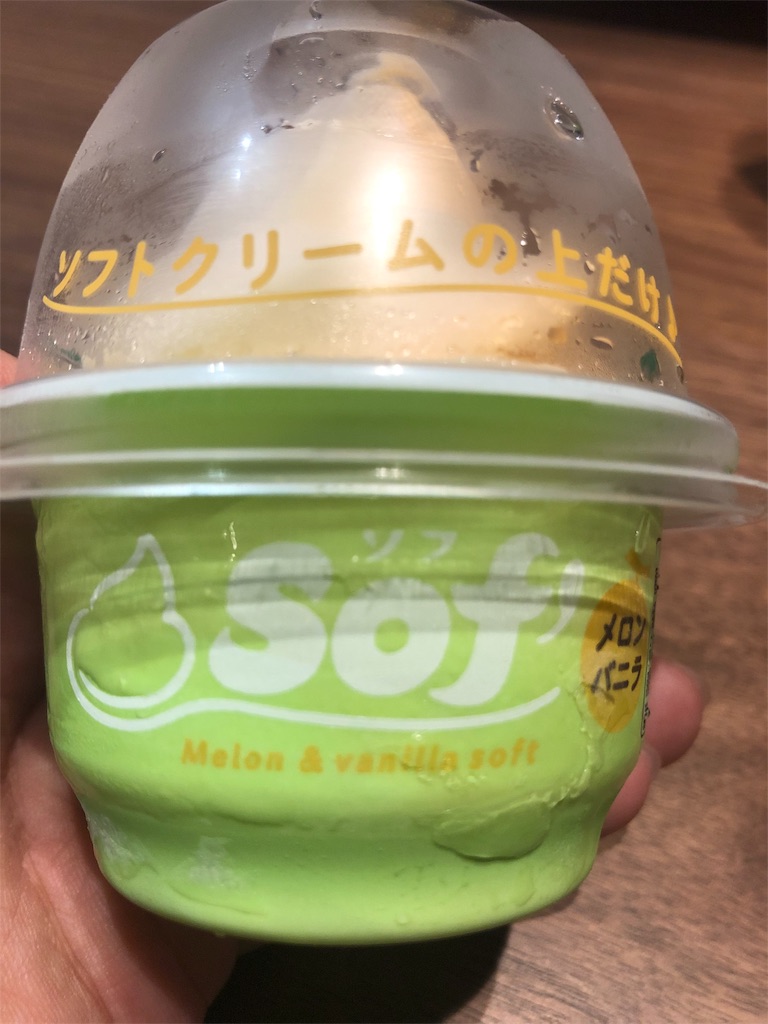 ソフトクリームの上だけ♪
ソフ
Sof'
メロン
バニラ
Melon & vanilla soft